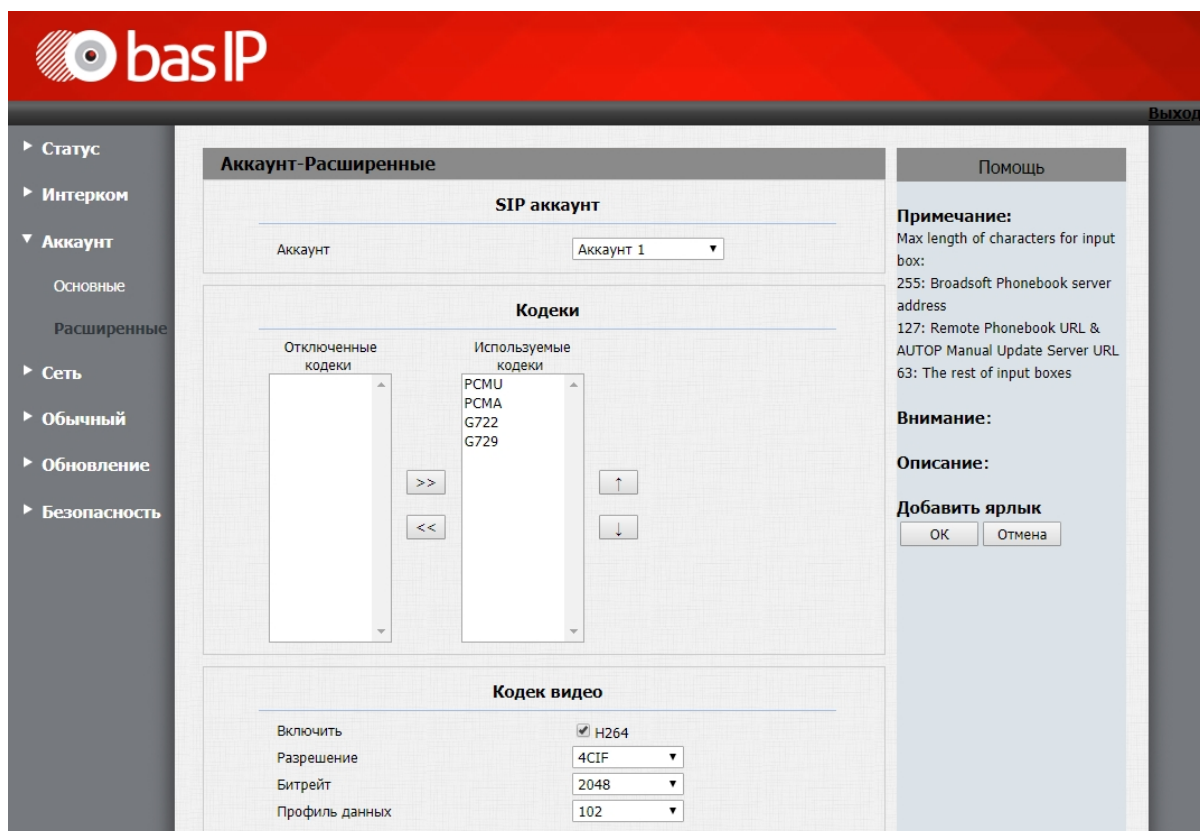 basIP
Выход
Статус
Интерком
Аккаунт
Основные
Расширенные
Сеть
Обычный
Обновление
Безопасность
Аккаунт-Расширенные
SIP аккаунт
Аккаунт Аккаунт 1
Кодеки
Отключенные
кодеки
Используемые
кодеки
PCMU
PCMA
G722
G729
>>
<<
↑
↓
Кодек видео
Включить H264
Разрешение 4CIF
Битрейт 2048
Профиль данных 102
Помощь
Примечание:
Max length of characters for input
box:
255: Broadsoft Phonebook server
address
127: Remote Phonebook URL &
AUTOP Manual Update Server URL
63: The rest of input boxes
Внимание:
Описание:
Добавить ярлык
OK Отмена